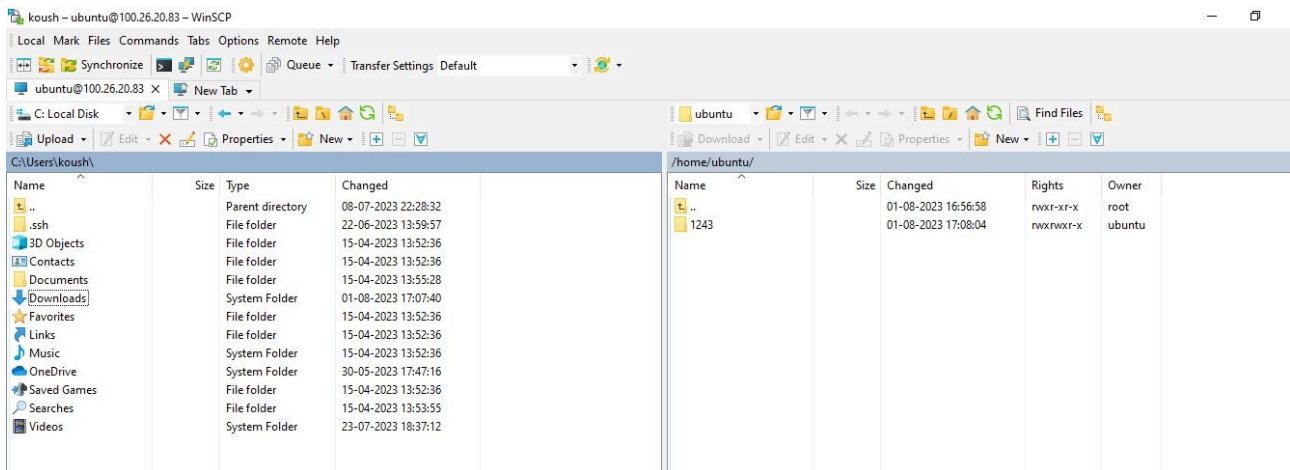 koush – ubuntu@100.26.20.83 – WinSCP
Local Mark Files Commands Tabs Options Remote Help
Synchronize Queue Transfer Settings Default
ubuntu@100.26.20.83 × New Tab
C: Local Disk
Upload Edit Properties New
C:\Users\koush\
Name Size Type Changed
.. Parent directory 08-07-2023 22:28:32
.ssh File folder 22-06-2023 13:59:57
3D Objects File folder 15-04-2023 13:52:36
Contacts File folder 15-04-2023 13:52:36
Documents File folder 15-04-2023 13:55:28
Downloads System Folder 01-08-2023 17:07:40
Favorites File folder 15-04-2023 13:52:36
Links File folder 15-04-2023 13:52:36
Music System Folder 15-04-2023 13:52:36
OneDrive System Folder 30-05-2023 17:47:16
Saved Games File folder 15-04-2023 13:52:36
Searches File folder 15-04-2023 13:53:55
Videos System Folder 23-07-2023 18:37:12
ubuntu Find Files
Download Edit Properties New
/home/ubuntu/
Name Size Changed Rights Owner
.. 01-08-2023 16:56:58 rwxr-xr-x root
1243 01-08-2023 17:08:04 rwxrwxr-x ubuntu